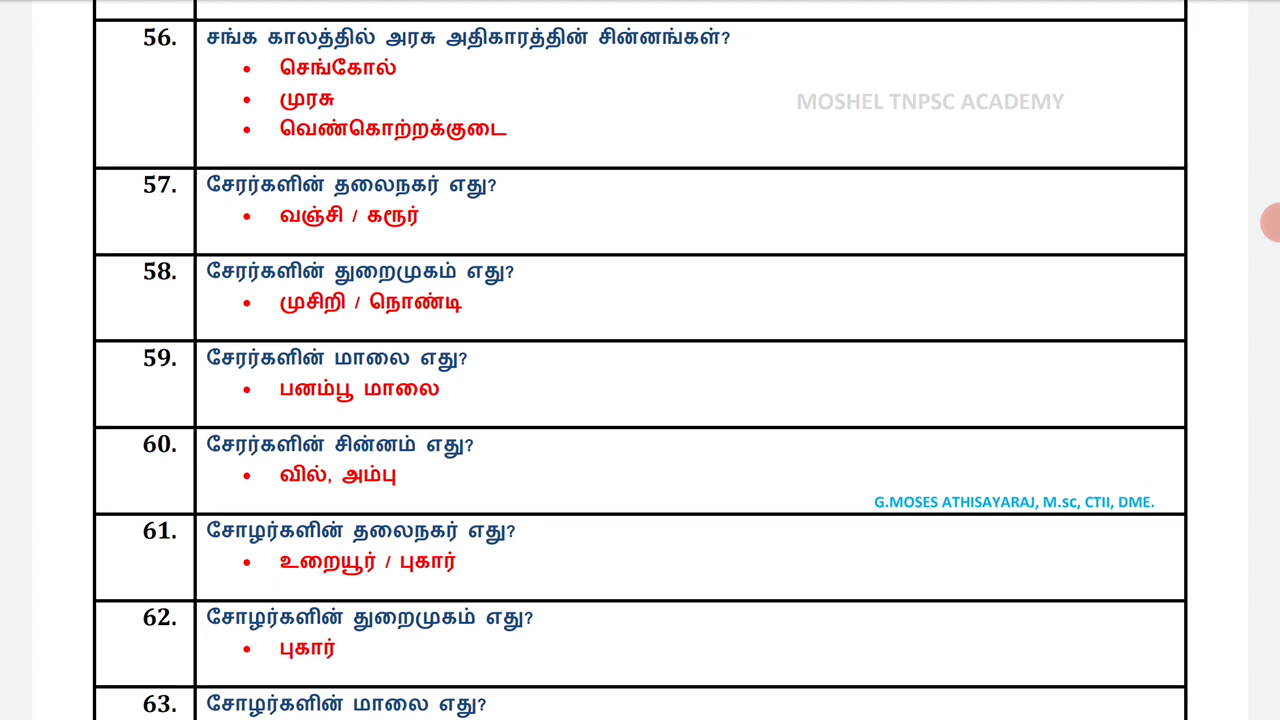 56. சங்க காலத்தில் அரசு அதிகாரத்தின் சின்னங்கள்?
• செங்கோல்
• முரசு
MOSHEL TNPSC ACADEMY
• வெண்கொற்றக்குடை
57. சேரர்களின் தலைநகர் எது?
• வஞ்சி / கரூர்
58. சேரர்களின் துறைமுகம் எது?
• முசிறி / நொண்டி
59. சேரர்களின் மாலை எது?
• பனம்பூ மாலை
60. சேரர்களின் சின்னம் எது?
• வில், அம்பு
G.MOSES ATHISAYARAJ, M.sc, CTII, DME.
61. சோழர்களின் தலைநகர் எது?
• உறையூர் / புகார்
62. சோழர்களின் துறைமுகம் எது?
• புகார்
63. சோழர்களின் மாலை எது?